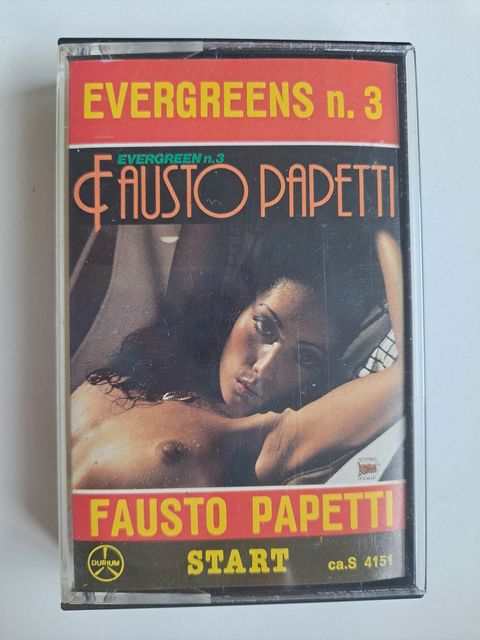 EVERGREENS n. 3
EVERGREEN n.3
FAUSTO PAPETTI
FAUSTO PAPETTI
START
ca.S 4151
DURIUM